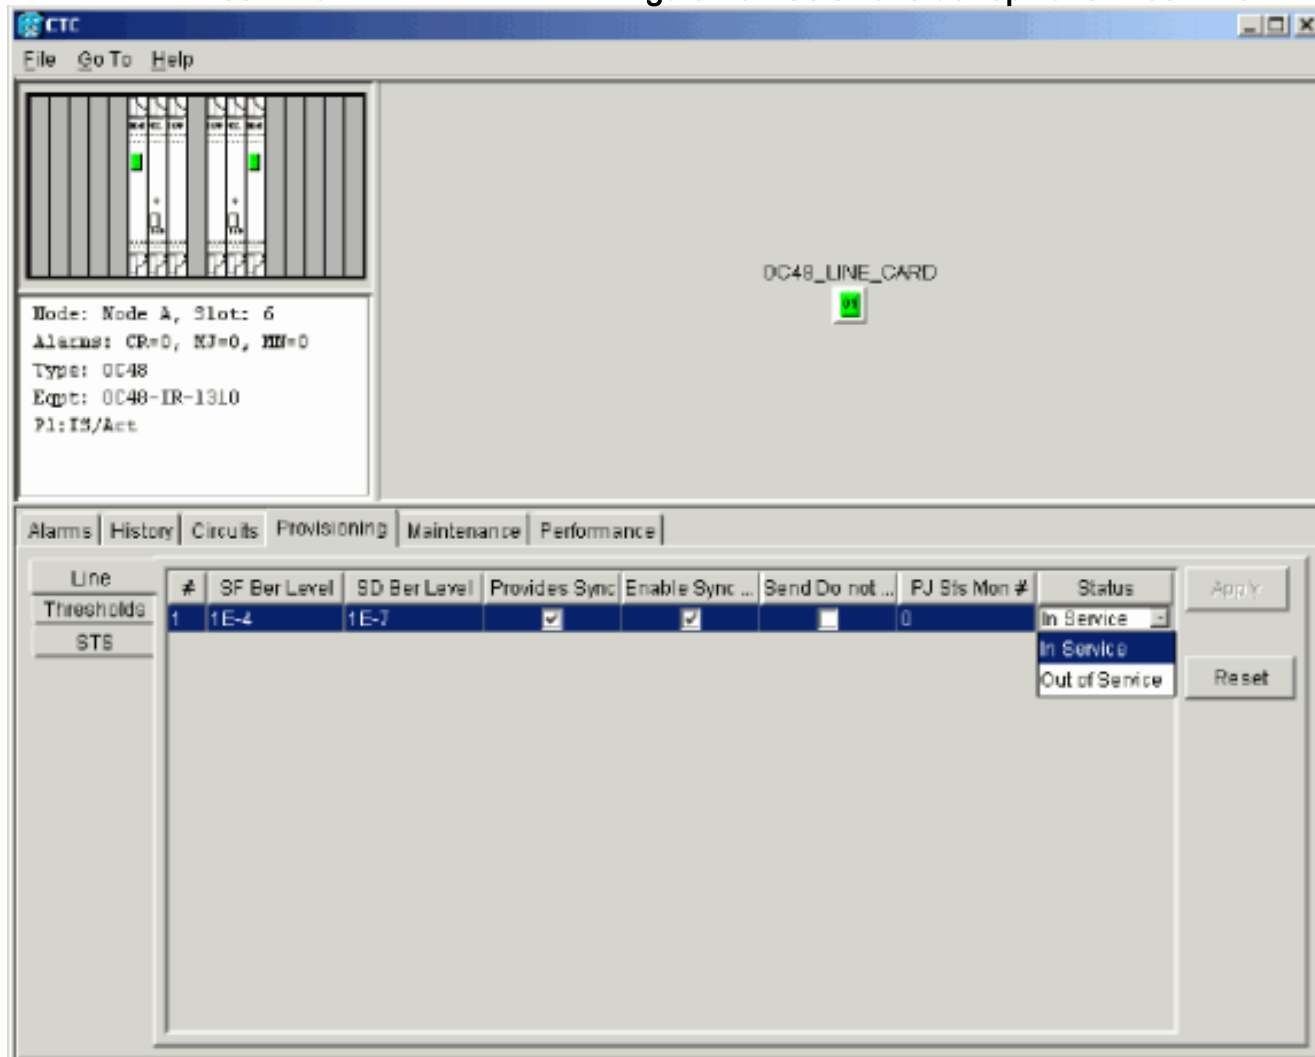 CTC
File Go To Help
OC48_LINE_CARD
01
Node: Node A, Slot: 6
Alarms: CR=0, MJ=0, MN=0
Type: OC48
Eqpt: OC48-IR-1310
P1:IS/Act
Alarms History Circuits Provisioning Maintenance Performance
Line
Thresholds
STS
# SF Ber Level SD Ber Level Provides Sync Enable Sync ... Send Do not ... PJ Sts Mon # Status
1 1E-4 1E-7 0 In Service
In Service
Out of Service
Apply
Reset